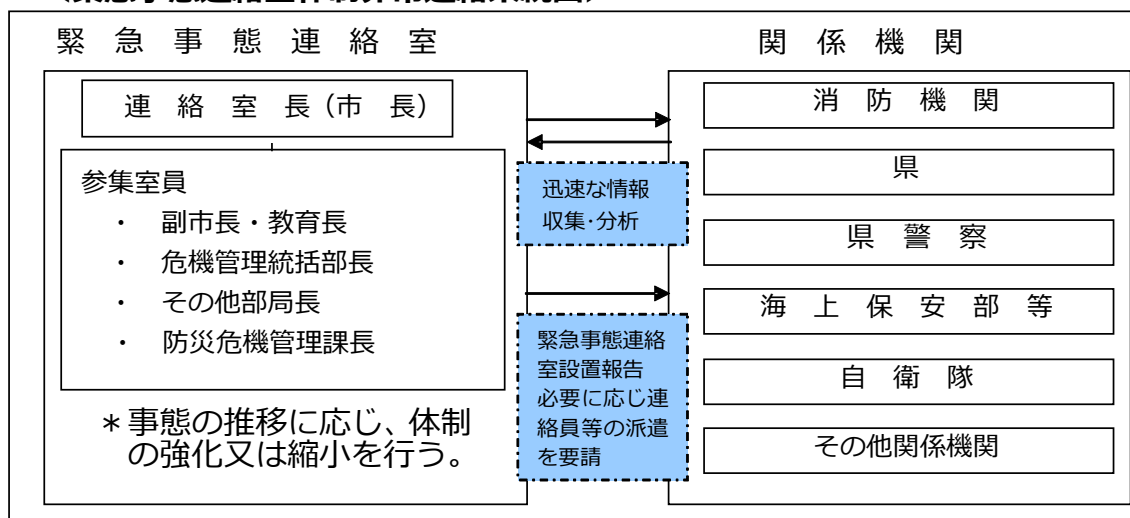 緊急事態連絡室
関係機関
連絡室長（市長）
参集室員
・ 副市長・教育長
・ 危機管理統括部長
・ その他部局長
・ 防災危機管理課長
＊事態の推移に応じ、体制
の強化又は縮小を行う。
迅速な情報
収集・分析
緊急事態連絡
室設置報告
必要に応じ連
絡員等の派遣
を要請
消防機関
県
県警察
海上保安部等
自衛隊
その他関係機関